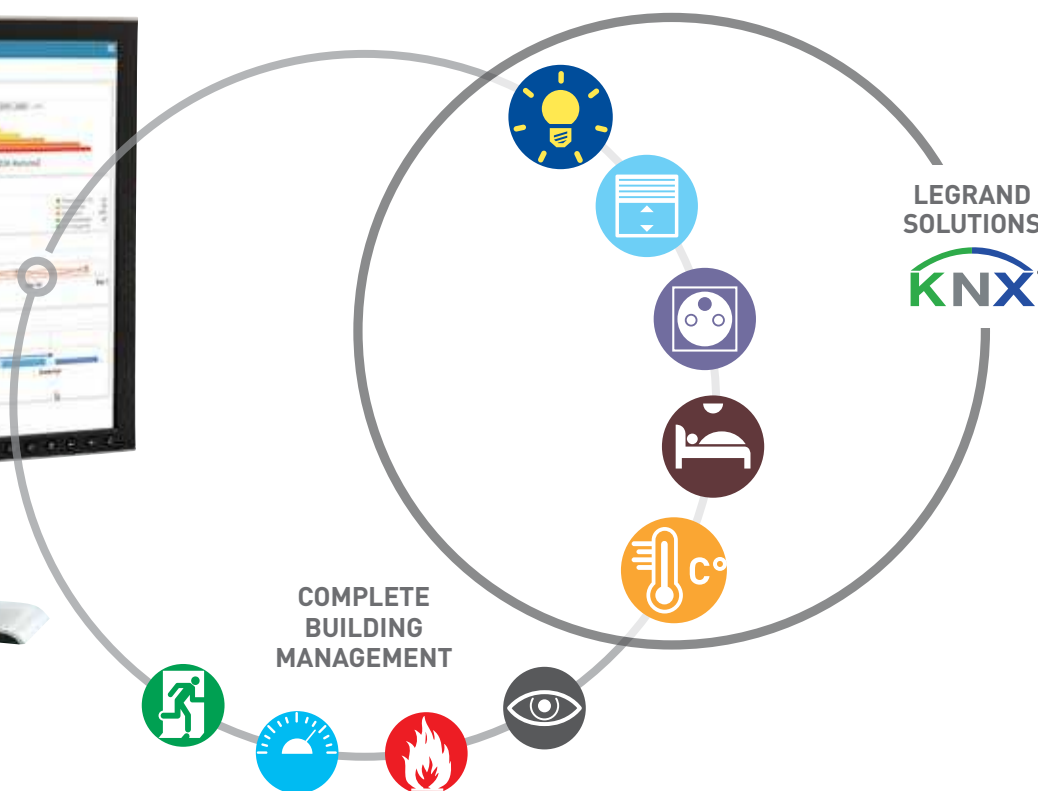 LEGRAND
SOLUTIONS
KNX
C°
COMPLETE
BUILDING
MANAGEMENT